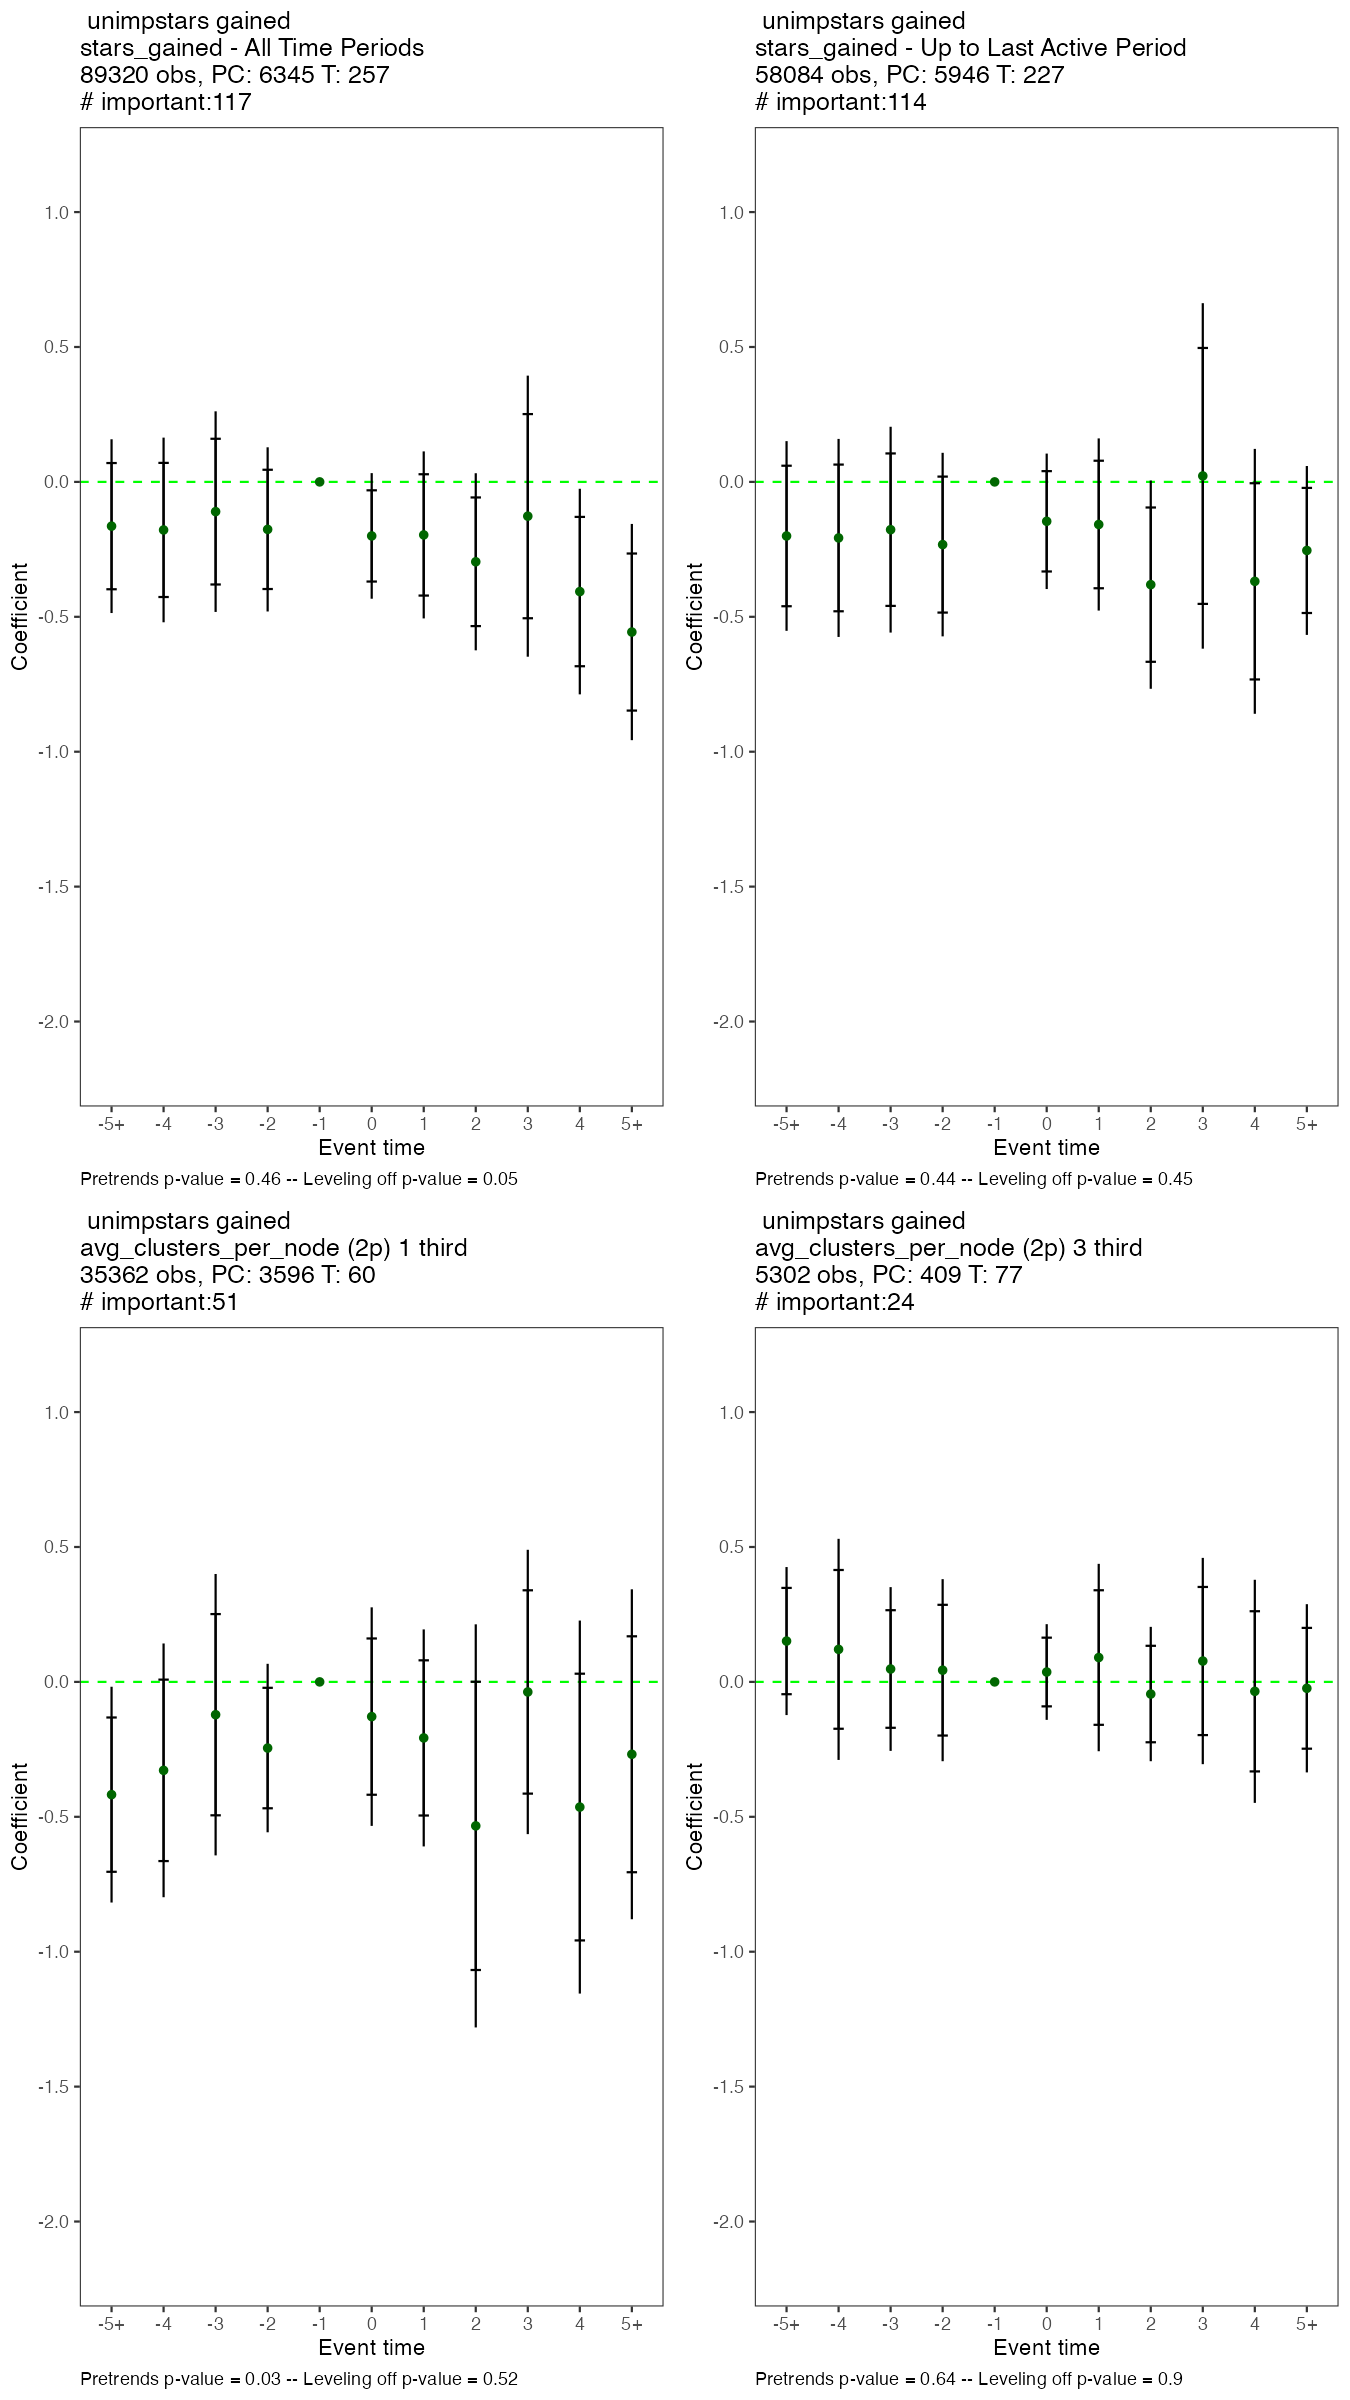 unimpstars gained
stars_gained - All Time Periods
89320 obs, PC: 6345 T: 257
# important:117
1.0
0.5
0.0
-0.5
-1.0
-1.5
-2.0
Coefficient
-5+ -4 -3 -2 -1 0 1 2 3 4 5+
Event time
Pretrends p-value = 0.46 -- Leveling off p-value = 0.05
unimpstars gained
stars_gained - Up to Last Active Period
58084 obs, PC: 5946 T: 227
# important:114
1.0
0.5
0.0
-0.5
-1.0
-1.5
-2.0
Coefficient
-5+ -4 -3 -2 -1 0 1 2 3 4 5+
Event time
Pretrends p-value = 0.44 -- Leveling off p-value = 0.45
unimpstars gained
avg_clusters_per_node (2p) 1 third
35362 obs, PC: 3596 T: 60
# important:51
1.0
0.5
0.0
-0.5
-1.0
-1.5
-2.0
Coefficient
-5+ -4 -3 -2 -1 0 1 2 3 4 5+
Event time
Pretrends p-value = 0.03 -- Leveling off p-value = 0.52
unimpstars gained
avg_clusters_per_node (2p) 3 third
5302 obs, PC: 409 T: 77
# important:24
1.0
0.5
0.0
-0.5
-1.0
-1.5
-2.0
Coefficient
-5+ -4 -3 -2 -1 0 1 2 3 4 5+
Event time
Pretrends p-value = 0.64 -- Leveling off p-value = 0.9